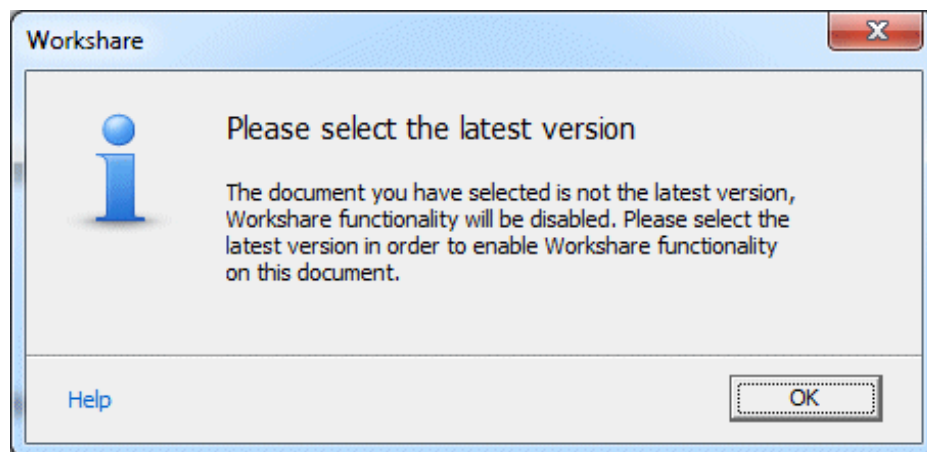 Workshare
Please select the latest version
The document you have selected is not the latest version,
Workshare functionality will be disabled. Please select the
latest version in order to enable Workshare functionality
on this document.
Help
OK